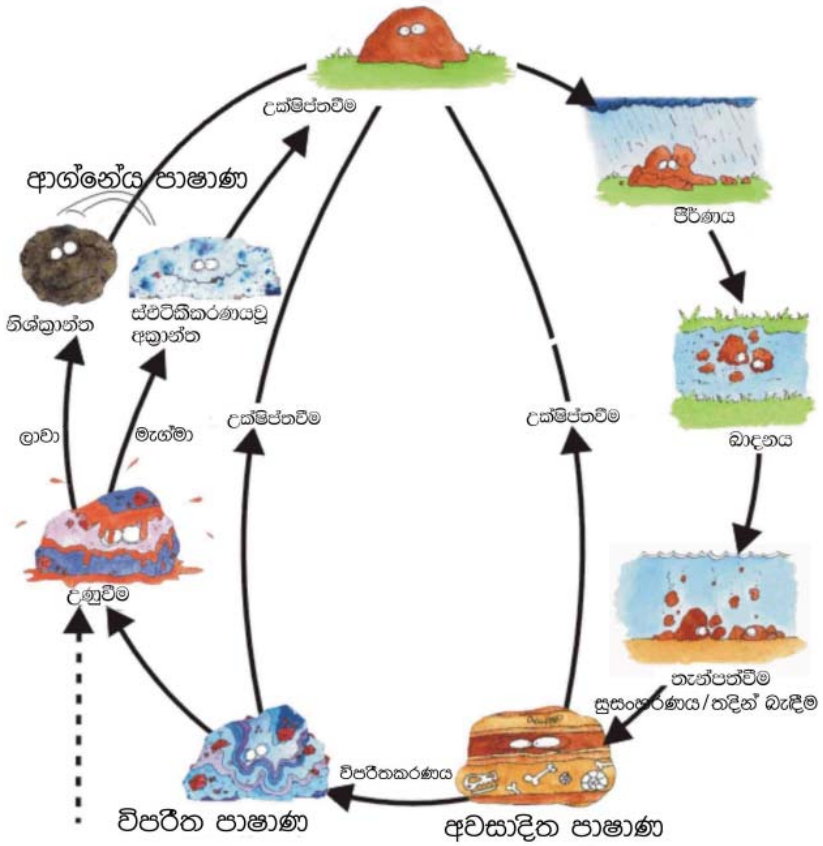 උක්ෂිප්තවීම
ආග්නේය පාෂාණ
ජීර්ණය
නිශ්ක්‍රාන්ත
ස්ඵටිකීකරණයවූ
අක්‍රාන්ත
ලාවා
මැග්මා
උක්ෂිප්තවීම
උක්ෂිප්තවීම
ඛාදනය
උණුවීම
තැන්පත්වීම
සුසංහරණය/තදින් බැඳීම
විපරීතකරණය
විපරීත පාෂාණ
අවසාදිත පාෂාණ